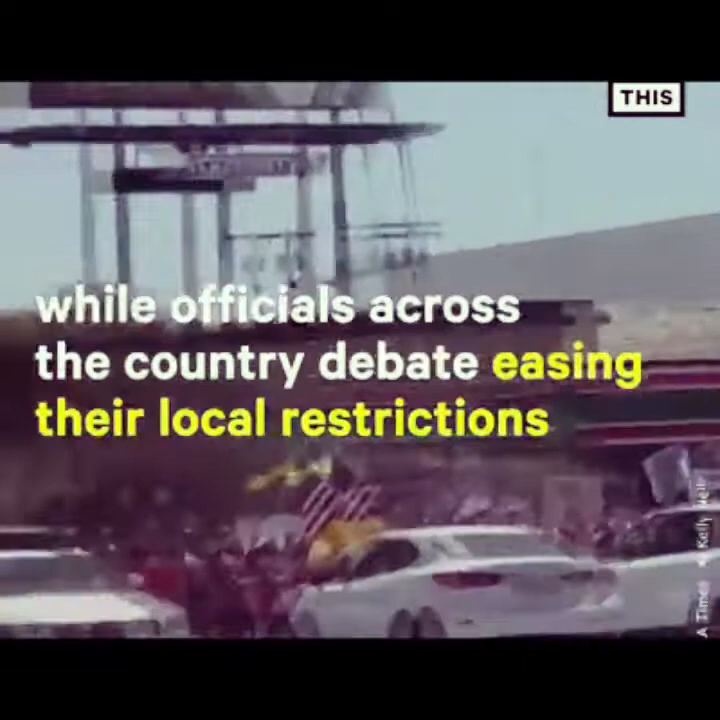 THIS
while officials across
the country debate easing
their local restrictions